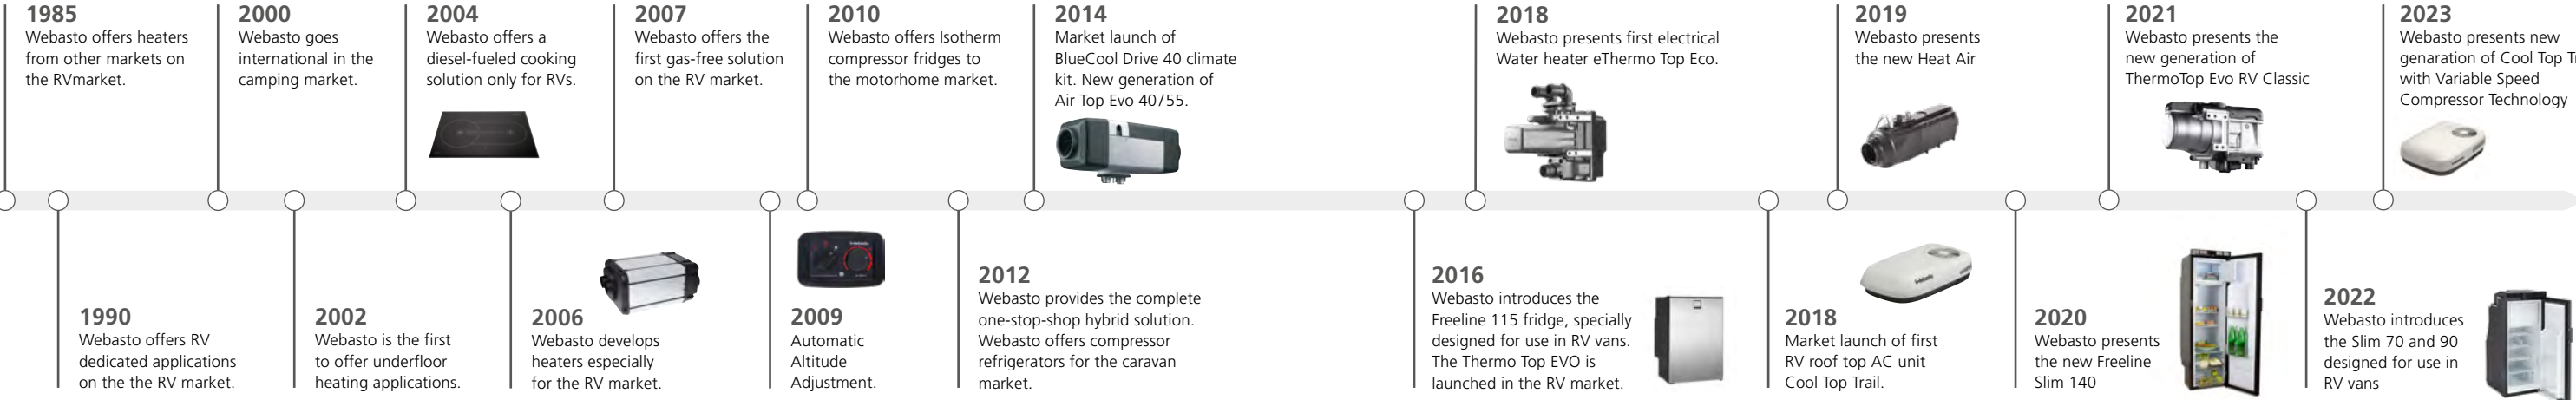 1985
Webasto offers heaters
from other markets on
the RVmarket.
1990
Webasto offers RV
dedicated applications
on the the RV market.
2000
Webasto goes
international in the
camping market.
2002
Webasto is the first
to offer underfloor
heating applications.
2004
Webasto offers a
diesel-fueled cooking
solution only for RVs.
2006
Webasto develops
heaters especially
for the RV market.
2007
Webasto offers the
first gas-free solution
on the RV market.
2009
Automatic
Altitude
Adjustment.
2010
Webasto offers Isotherm
compressor fridges to
the motorhome market.
2012
Webasto provides the complete
one-stop-shop hybrid solution.
Webasto offers compressor
refrigerators for the caravan
market.
2014
Market launch of
BlueCool Drive 40 climate
kit. New generation of
Air Top Evo 40/55.
2016
Webasto introduces the
Freeline 115 fridge, specially
designed for use in RV vans.
The Thermo Top EVO is
launched in the RV market.
2018
Webasto presents first electrical
Water heater eThermo Top Eco.
2018
Market launch of first
RV roof top AC unit
Cool Top Trail.
2019
Webasto presents
the new Heat Air
2020
Webasto presents
the new Freeline
Slim 140
2021
Webasto presents the
new generation of
ThermoTop Evo RV Classic
2022
Webasto introduces
the Slim 70 and 90
designed for use in
RV vans
2023
Webasto presents new
genaration of Cool Top
with Variable Speed
Compressor Technology